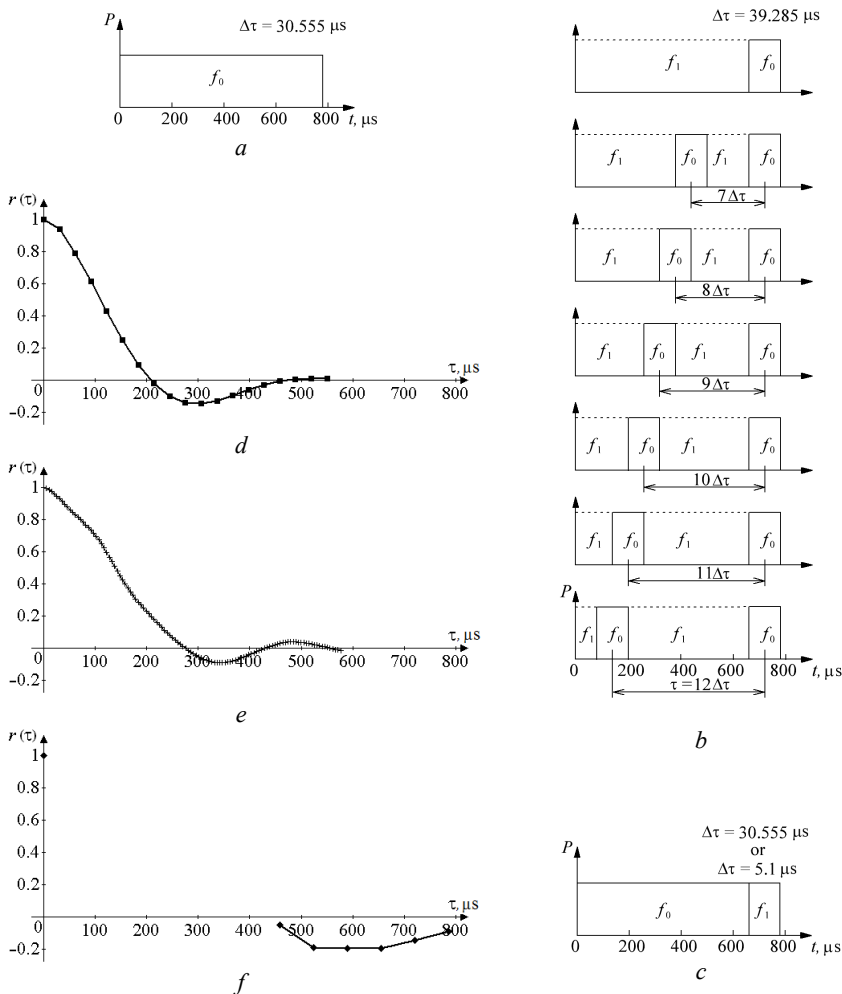 P
Δτ = 30.555 μs
f₀
0 200 400 600 800 t, μs
a
r (τ)
1
0.8
0.6
0.4
0.2
0
−0.2
100 200 300 400 500 600 700 800
τ, μs
d
r (τ)
1
0.8
0.6
0.4
0.2
0
−0.2
100 200 300 400 500 600 700 800
τ, μs
e
r (τ)
1
0.8
0.6
0.4
0.2
0
−0.2
100 200 300 400 500 600 700 800
τ, μs
f
Δτ = 39.285 μs
f₁ f₀
f₁ f₀ f₁ f₀
7Δτ
f₁ f₀ f₁ f₀
8Δτ
f₁ f₀ f₁ f₀
9Δτ
f₁ f₀ f₁ f₀
10Δτ
f₁ f₀ f₁ f₀
11Δτ
P
f₁ f₀ f₁ f₀
0 200 400 600 800 t, μs
τ = 12Δτ
b
Δτ = 30.555 μs
or
Δτ = 5.1 μs
P
f₀ f₁
0 200 400 600 800 t, μs
c